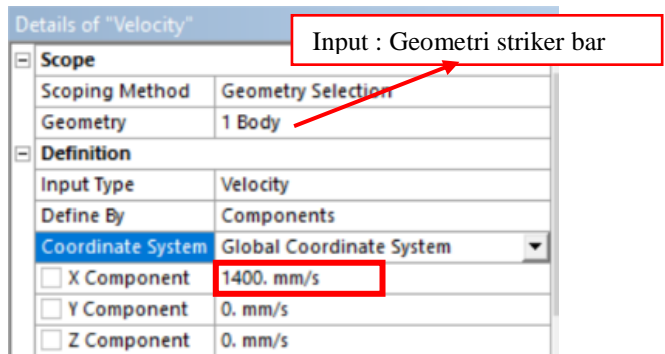 Details of "Velocity"
Input : Geometri striker bar
Scope
Scoping Method Geometry Selection
Geometry 1 Body
Definition
Input Type Velocity
Define By Components
Coordinate System Global Coordinate System
X Component 1400. mm/s
Y Component 0. mm/s
Z Component 0. mm/s